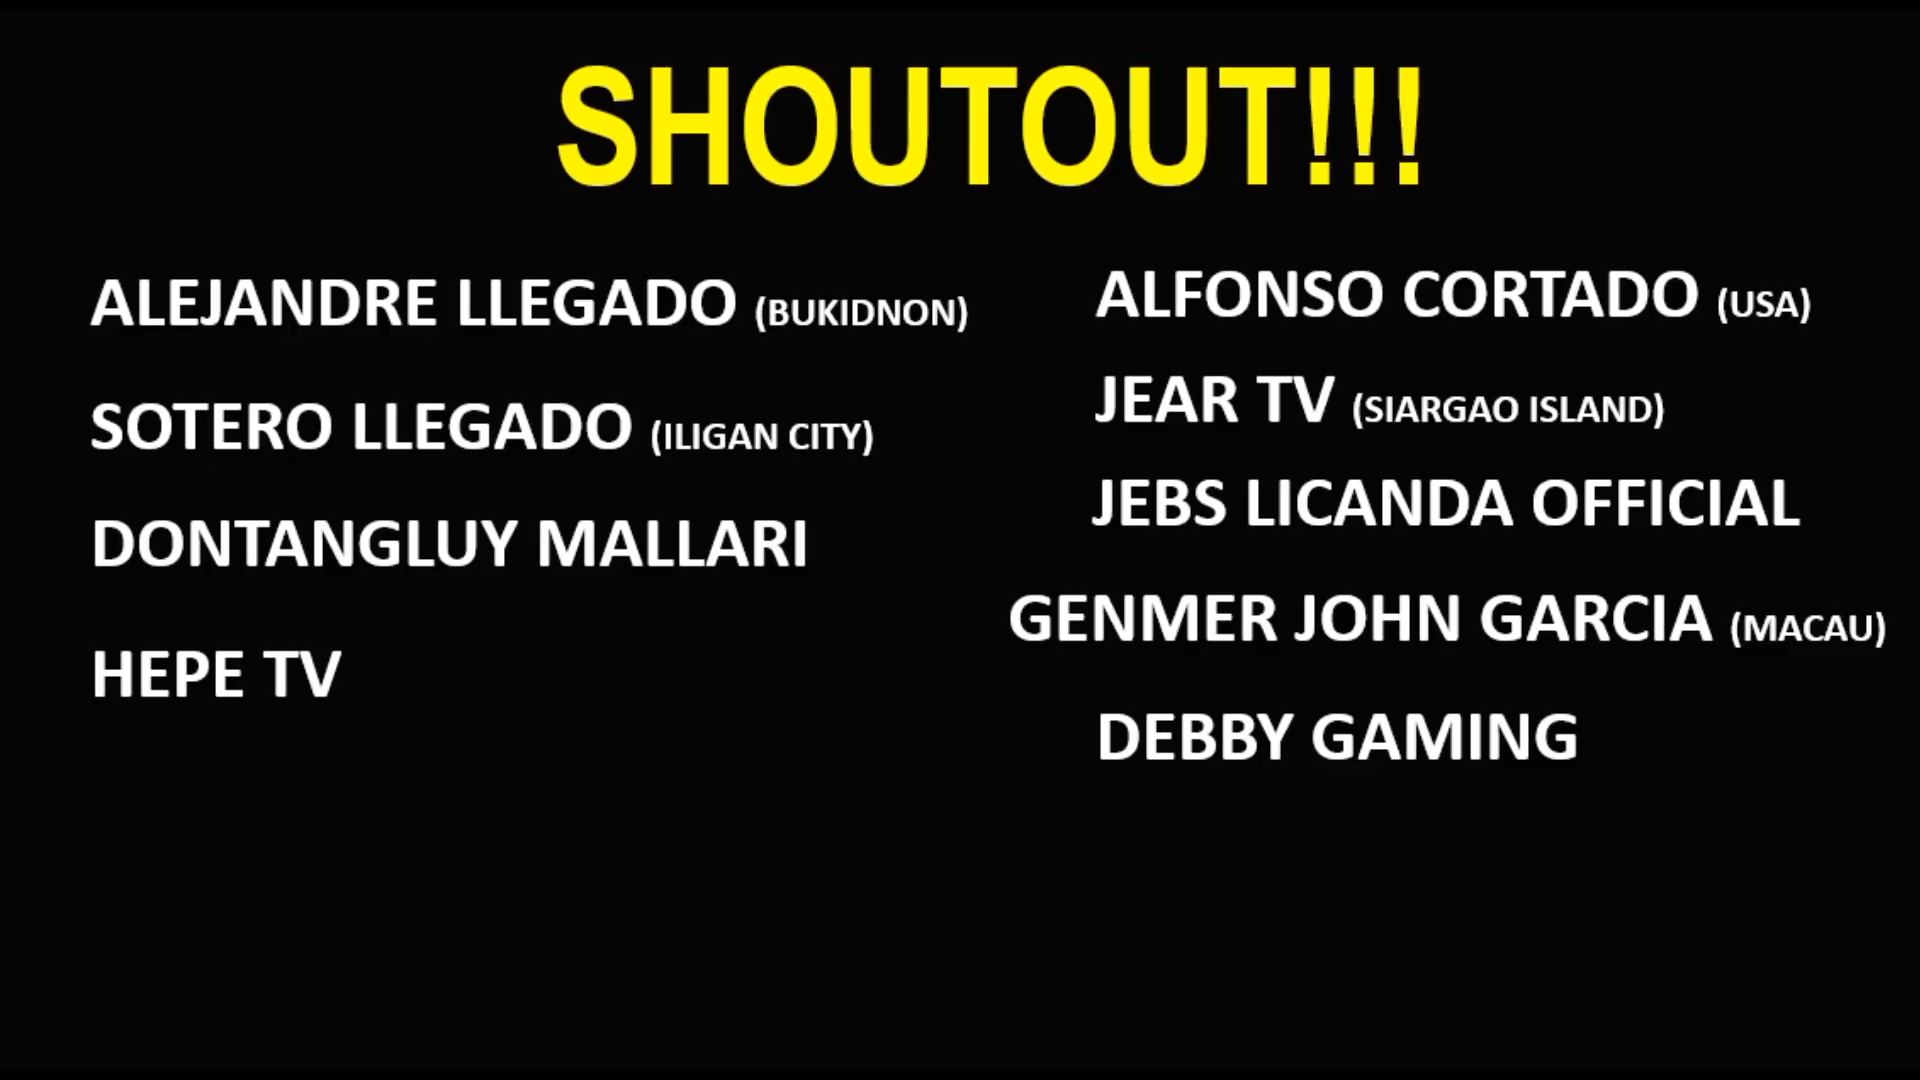 SHOUTOUT!!!
ALEJANDRE LLEGADO (BUKIDNON)
SOTERO LLEGADO (ILIGAN CITY)
DONTANGLUY MALLARI
HEPE TV
ALFONSO CORTADO (USA)
JEAR TV (SIARGAO ISLAND)
JEBS LICANDA OFFICIAL
GENMER JOHN GARCIA (MACAU)
DEBBY GAMING